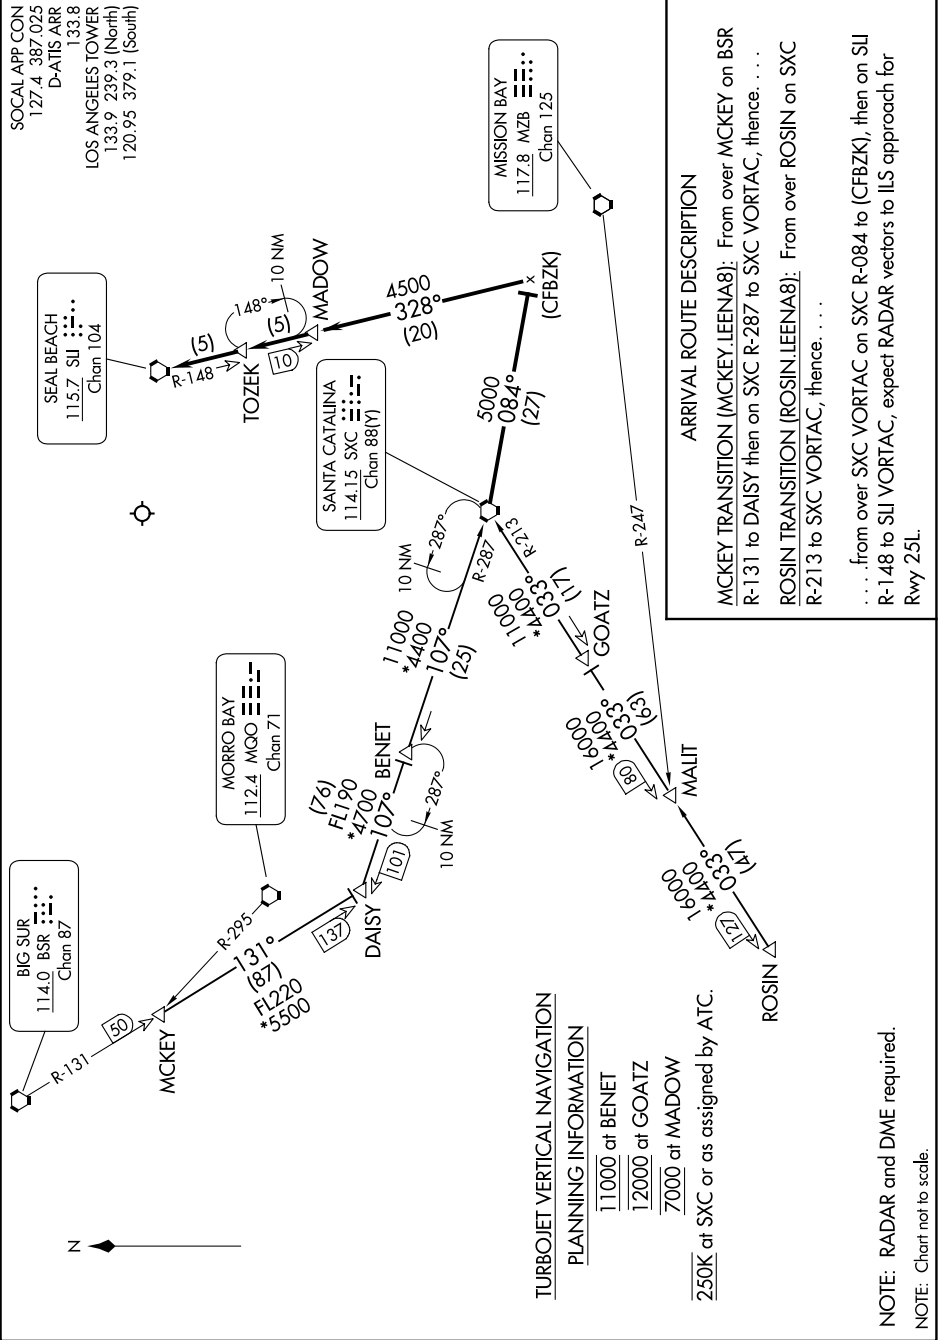 SOCAL APP CON
127.4 387.025
D-ATIS ARR
133.8
LOS ANGELES TOWER
133.9 239.3 (North)
120.95 379.1 (South)
BIG SUR
114.0 BSR
Chan 87
MORRO BAY
112.4 MQO
Chan 71
SEAL BEACH
115.7 SLI
Chan 104
SANTA CATALINA
114.15 SXC
Chan 88(Y)
MISSION BAY
117.8 MZB
Chan 125
N
R-131
50
MCKEY
R-295
131°
(87)
FL220
*5500
137
DAISY
101
(76)
FL190
*4700
107°
BENET
287°
10 NM
11000
*4400
107°
(25)
10 NM
287°
R-287
R-213
11000
*4400
033°
(17)
GOATZ
16000
*4400
033°
(63)
80
MALIT
R-247
16000
*4400
033°
(47)
127
ROSIN
5000
084°
(27)
(CFBZK)
4500
328°
(20)
MADOW
10 NM
148°
(5)
10
TOZEK
(5)
R-148
TURBOJET VERTICAL NAVIGATION
PLANNING INFORMATION
11000 at BENET
12000 at GOATZ
7000 at MADOW
250K at SXC or as assigned by ATC.
NOTE: RADAR and DME required.
NOTE: Chart not to scale.
ARRIVAL ROUTE DESCRIPTION
MCKEY TRANSITION (MCKEY.LEENA8): From over MCKEY on BSR
R-131 to DAISY then on SXC R-287 to SXC VORTAC, thence. . . .
ROSIN TRANSITION (ROSIN.LEENA8): From over ROSIN on SXC
R-213 to SXC VORTAC, thence. . . .
. . . .from over SXC VORTAC on SXC R-084 to (CFBZK), then on SLI
R-148 to SLI VORTAC, expect RADAR vectors to ILS approach for
Rwy 25L.